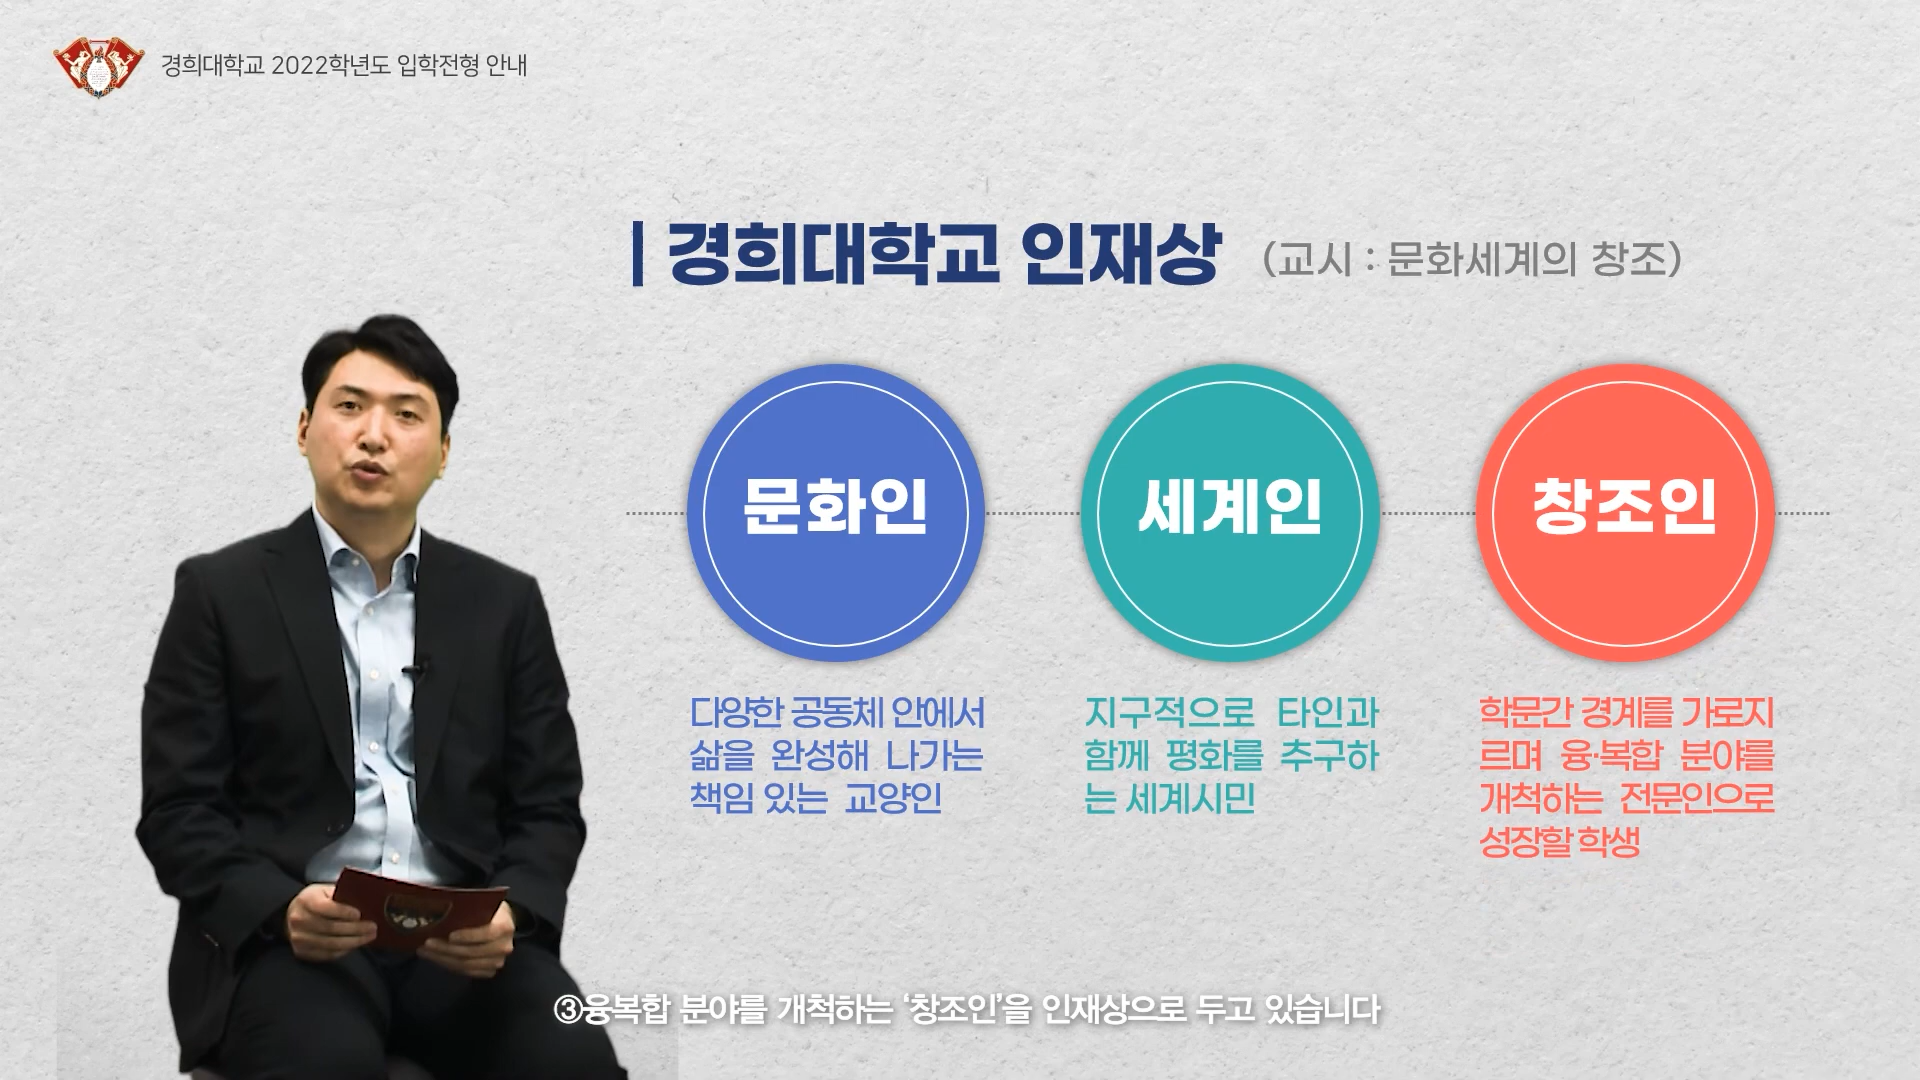 경희대학교 2022학년도 입학전형 안내
경희대학교 인재상 (교시 : 문화세계의 창조)
문화인
세계인
창조인
다양한 공동체 안에서
삶을 완성해 나가는
책임 있는 교양인
지구적으로 타인과
함께 평화를 추구하
는 세계시민
학문간 경계를 가로지
르며 융·복합 분야를
개척하는 전문인으로
성장할 학생
③융복합 분야를 개척하는 ‘창조인’을 인재상으로 두고 있습니다